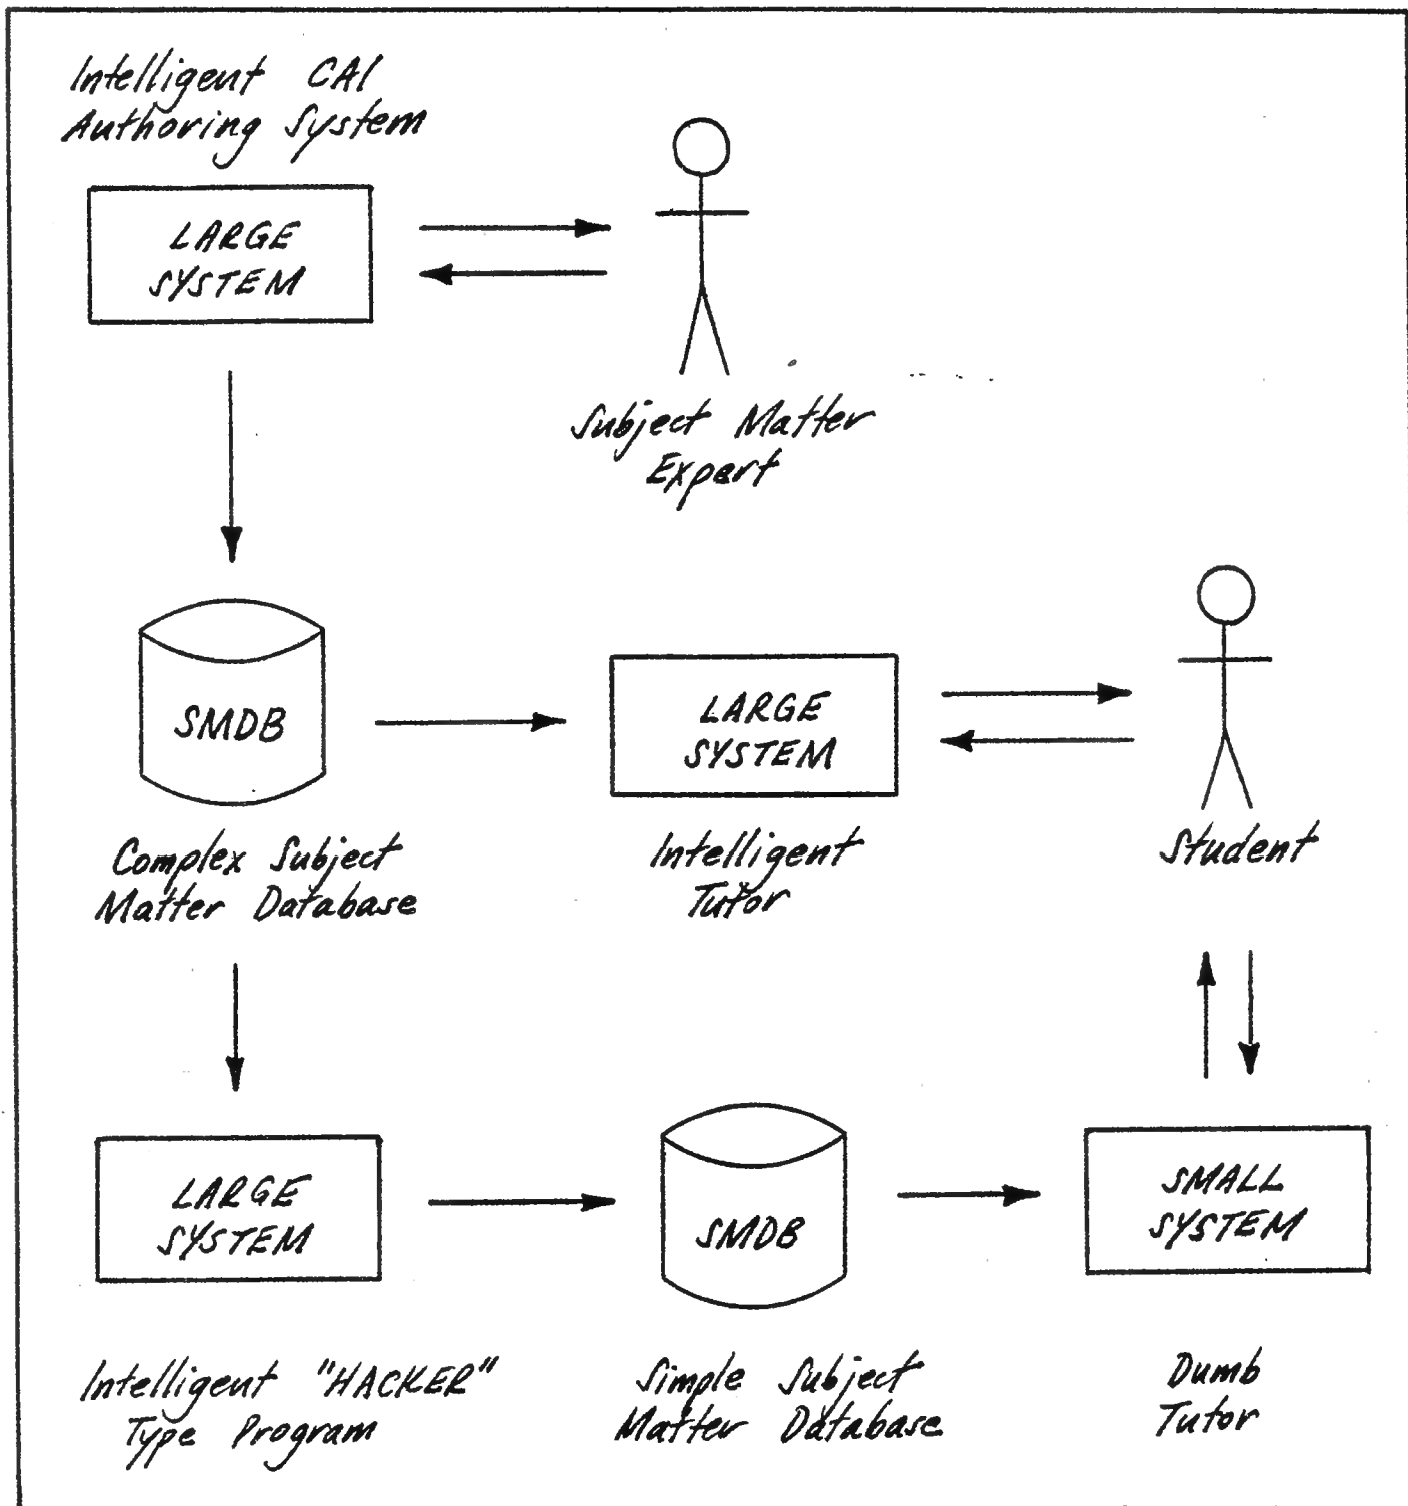 Intelligent CAI
Authoring System
LARGE
SYSTEM
Subject Matter
Expert
SMDB
Complex Subject
Matter Database
LARGE
SYSTEM
Intelligent
Tutor
Student
LARGE
SYSTEM
Intelligent "HACKER"
Type Program
SMDB
Simple Subject
Matter Database
SMALL
SYSTEM
Dumb
Tutor